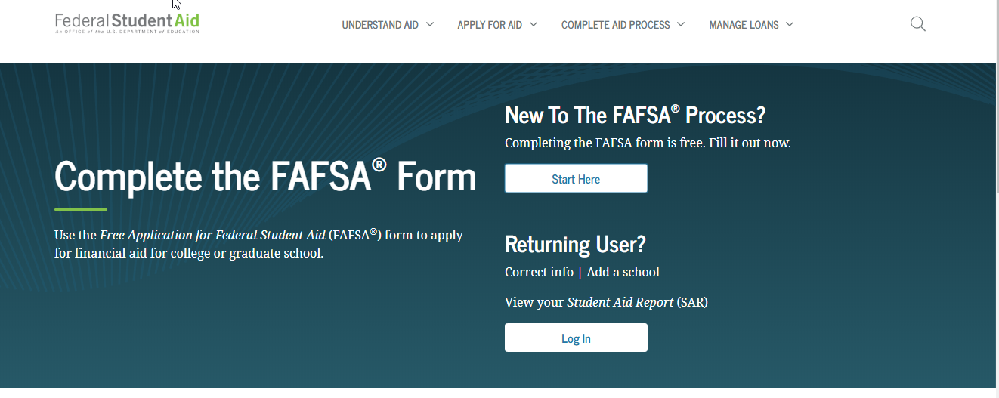 Federal Student Aid
An OFFICE of the U.S. DEPARTMENT of EDUCATION
UNDERSTAND AID
APPLY FOR AID
COMPLETE AID PROCESS
MANAGE LOANS
Complete the FAFSA® Form
Use the Free Application for Federal Student Aid (FAFSA®) form to apply
for financial aid for college or graduate school.
New To The FAFSA® Process?
Completing the FAFSA form is free. Fill it out now.
Start Here
Returning User?
Correct info | Add a school
View your Student Aid Report (SAR)
Log In